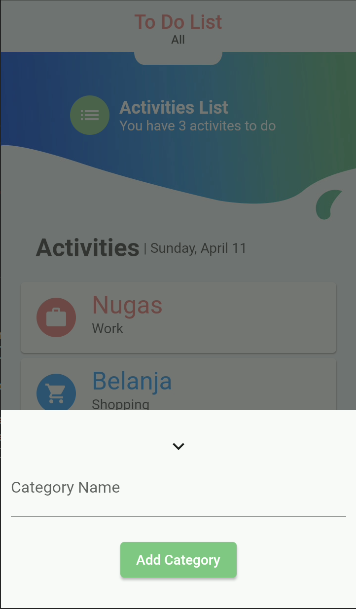 To Do List
All
Activities List
You have 3 activites to do
Activities | Sunday, April 11
Nugas
Work
Belanja
Shopping
Category Name
Add Category